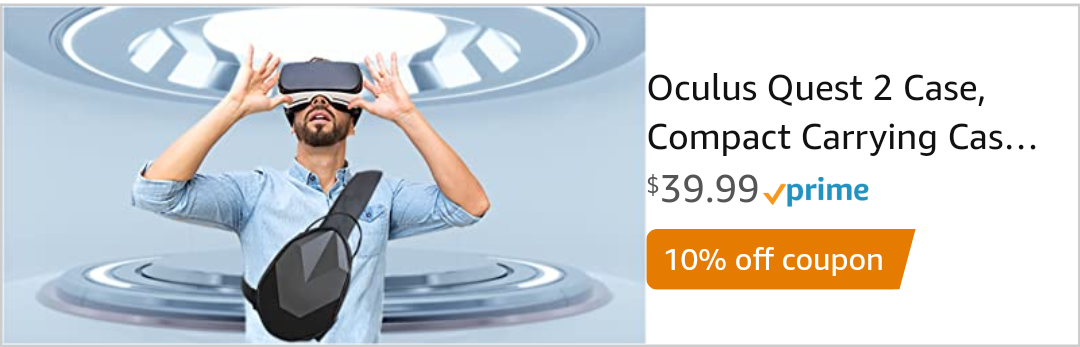 Oculus Quest 2 Case,
Compact Carrying Cas...
$39.99 prime
10% off coupon